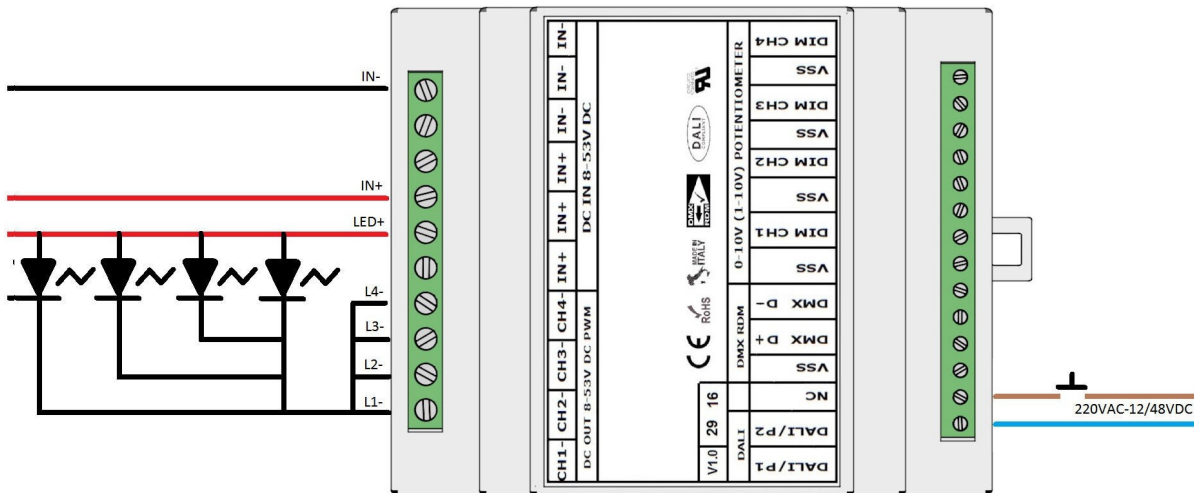 IN-
IN+
LED+
L4-
L3-
L2-
L1-
IN-
IN-
IN-
IN+
IN+
IN+
CH4-
CH3-
CH2-
CH1-
DC IN 8-53V DC
DC OUT 8-53V DC PWM
DALI
COMPLIANT
DMX
RDM
MADE IN
ITALY
RoHS
CE
V1.0 29 16
0-10V (1-10V) POTENTIOMETER
DMX RDM
DALI
DIM CH4
VSS
DIM CH3
VSS
DIM CH2
VSS
DIM CH1
VSS
DMX D-
DMX D+
VSS
NC
DALI/P2
DALI/P1
220VAC-12/48VDC